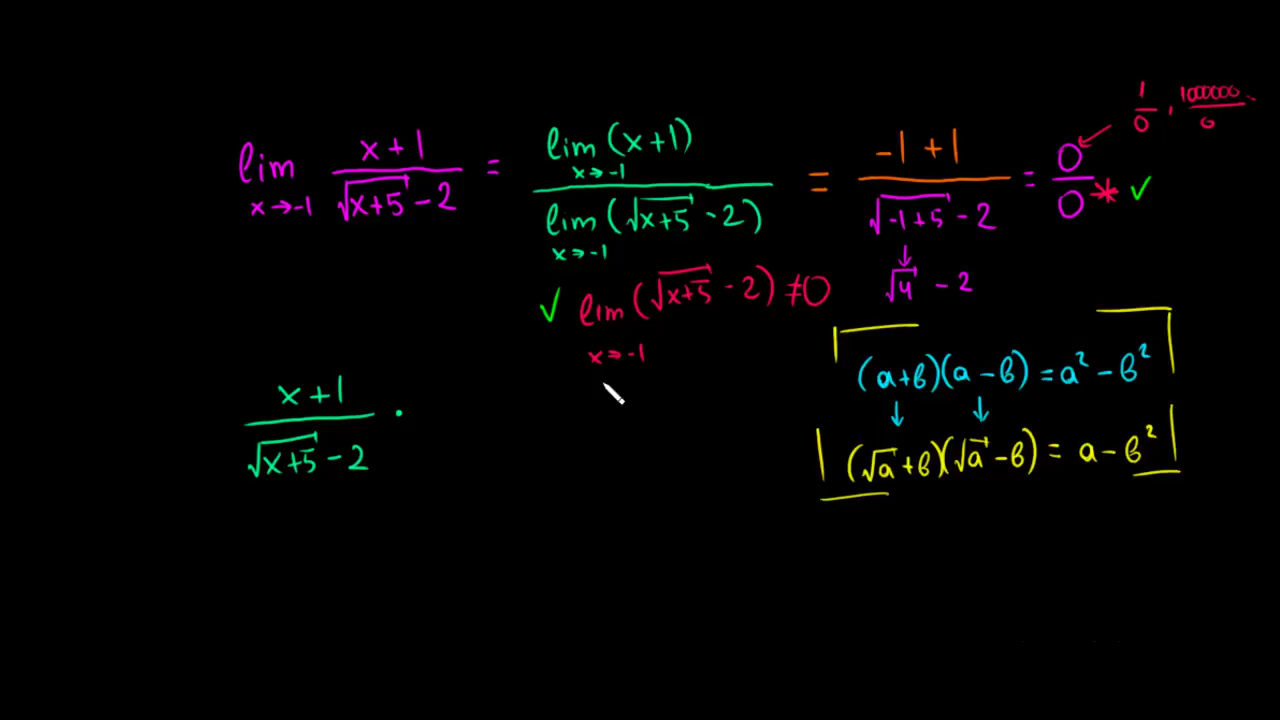 lim x→-1 (x+1)/(√(x+5) -2) = lim x→-1 (x+1) / lim x→-1 (√(x+5) -2) = (-1+1)/(√(-1+5) -2) = 0/0 * ✓ ← 1/0, 1000000/0
↓
√4 -2
✓ lim x→-1 (√(x+5) -2) ≠ 0
(a+b)(a-b) = a² - b²
↓ ↓
(x+1)/(√(x+5) -2) ·
(√a+b)(√a-b) = a - b²